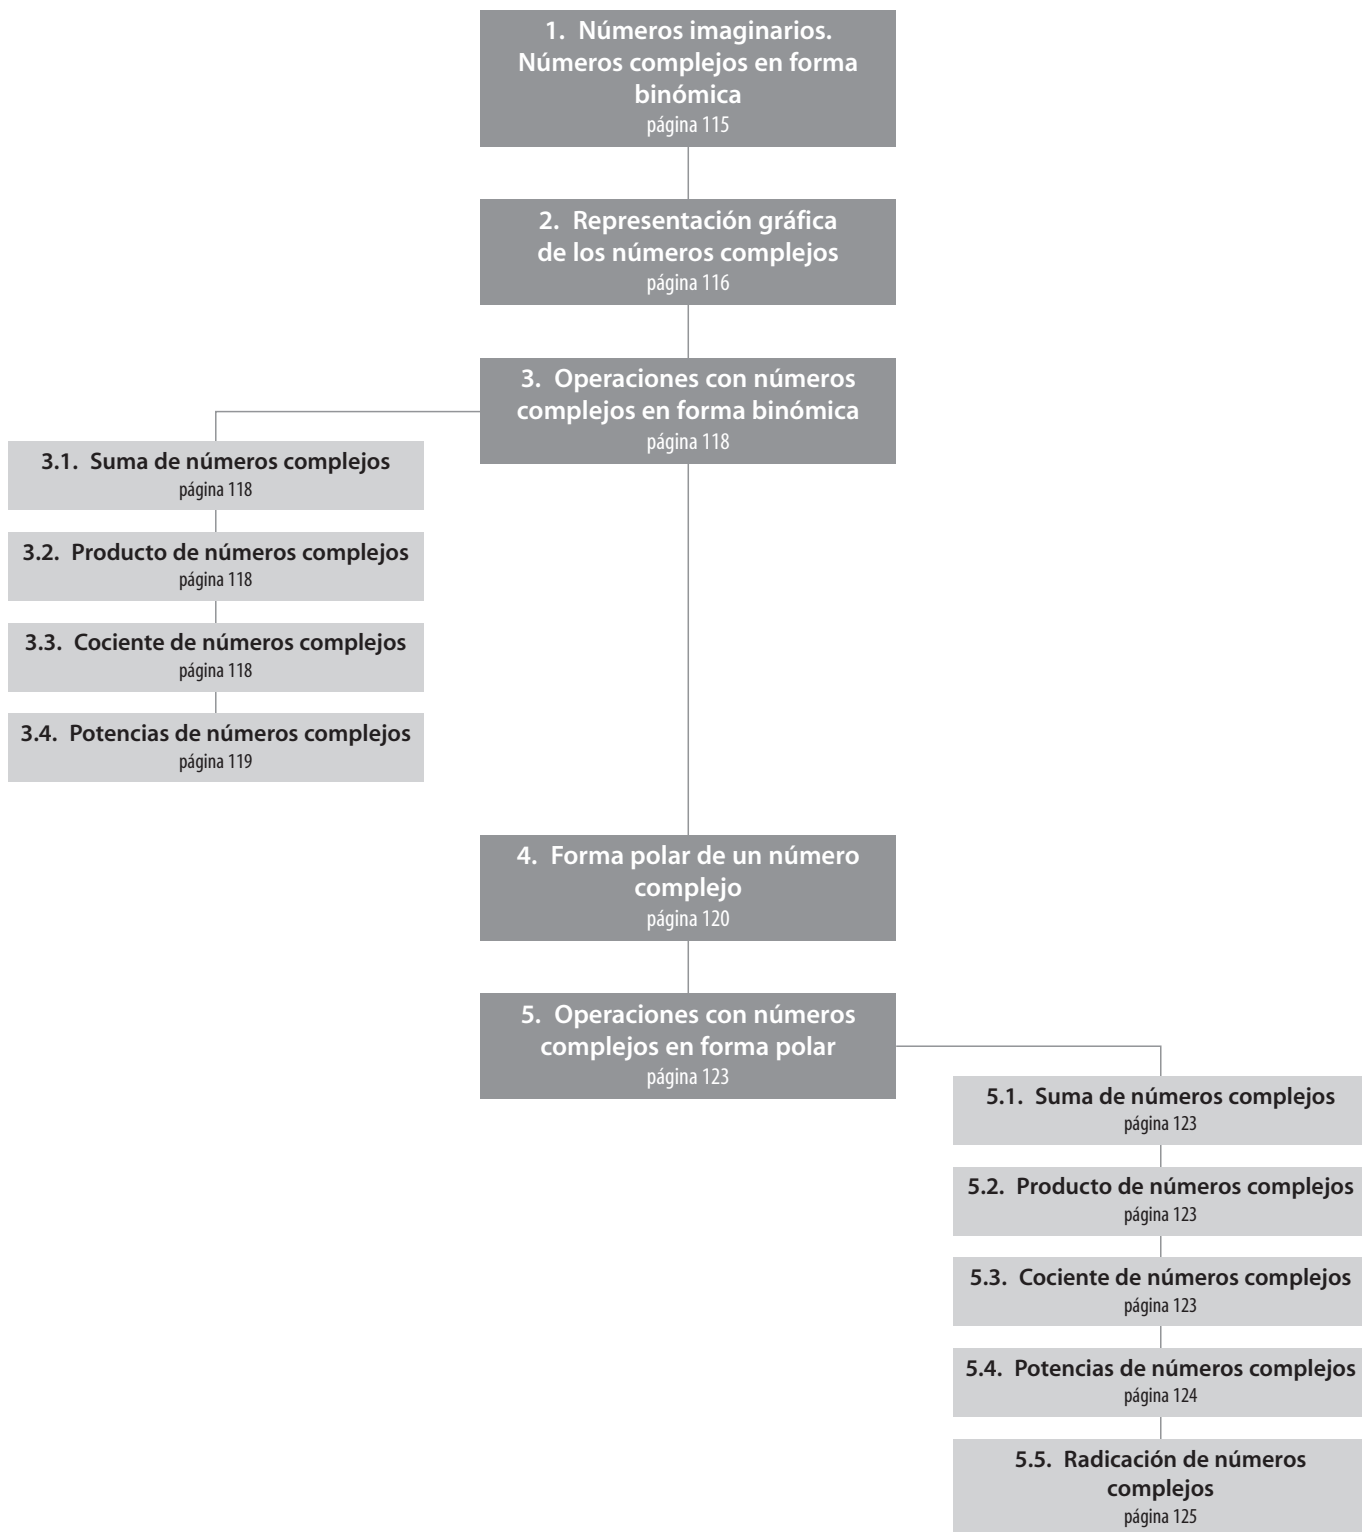 1. Números imaginarios.
Números complejos en forma
binómica
página 115
2. Representación gráfica
de los números complejos
página 116
3. Operaciones con números
complejos en forma binómica
página 118
3.1. Suma de números complejos
página 118
3.2. Producto de números complejos
página 118
3.3. Cociente de números complejos
página 118
3.4. Potencias de números complejos
página 119
4. Forma polar de un número
complejo
página 120
5. Operaciones con números
complejos en forma polar
página 123
5.1. Suma de números complejos
página 123
5.2. Producto de números complejos
página 123
5.3. Cociente de números complejos
página 123
5.4. Potencias de números complejos
página 124
5.5. Radicación de números
complejos
página 125